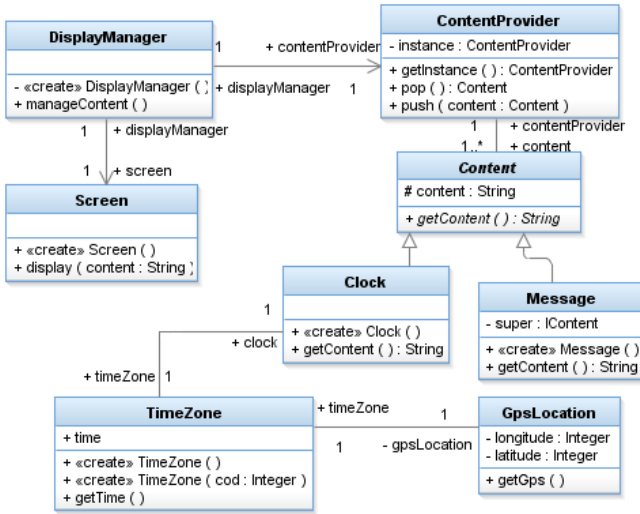 DisplayManager
- «create» DisplayManager ( )
+ manageContent ( )
1
+ contentProvider
+ displayManager
1
ContentProvider
- instance : ContentProvider
+ getInstance ( ) : ContentProvider
+ pop ( ) : Content
+ push ( content : Content )
1
+ displayManager
1
+ screen
1
+ contentProvider
1..*
+ content
Screen
+ «create» Screen ( )
+ display ( content : String )
Content
# content : String
+ getContent ( ) : String
Clock
+ «create» Clock ( )
+ getContent ( ) : String
Message
- super : IContent
+ «create» Message ( )
+ getContent ( ) : String
1
+ clock
+ timeZone
1
TimeZone
+ time
+ «create» TimeZone ( )
+ «create» TimeZone ( cod : Integer )
+ getTime ( )
+ timeZone
1
1
- gpsLocation
GpsLocation
- longitude : Integer
- latitude : Integer
+ getGps ( )